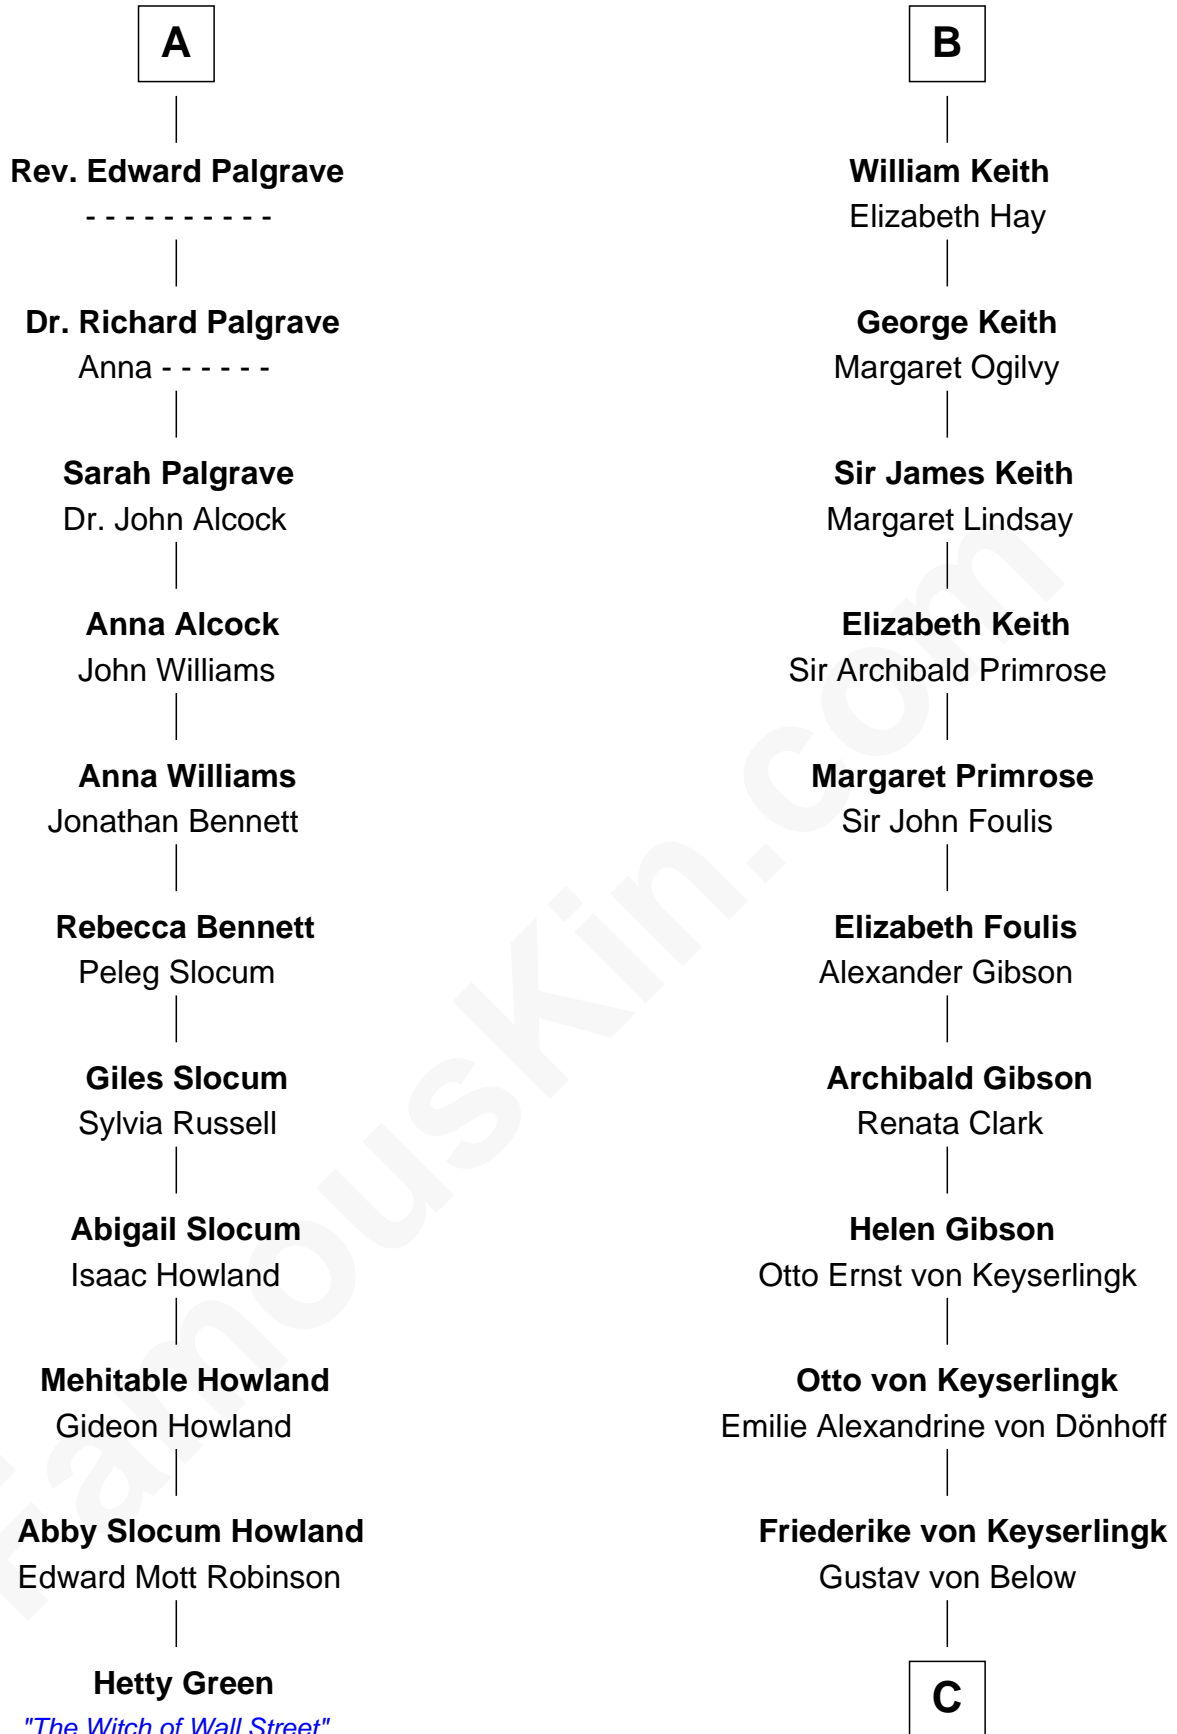 A
Rev. Edward Palgrave
- - - - - - - - - -
Dr. Richard Palgrave
Anna - - - - - -
Sarah Palgrave
Dr. John Alcock
Anna Alcock
John Williams
Anna Williams
Jonathan Bennett
Rebecca Bennett
Peleg Slocum
Giles Slocum
Sylvia Russell
Abigail Slocum
Isaac Howland
Mehitable Howland
Gideon Howland
Abby Slocum Howland
Edward Mott Robinson
Hetty Green
"The Witch of Wall Street"
B
William Keith
Elizabeth Hay
George Keith
Margaret Ogilvy
Sir James Keith
Margaret Lindsay
Elizabeth Keith
Sir Archibald Primrose
Margaret Primrose
Sir John Foulis
Elizabeth Foulis
Alexander Gibson
Archibald Gibson
Renata Clark
Helen Gibson
Otto Ernst von Keyserlingk
Otto von Keyserlingk
Emilie Alexandrine von Dönhoff
Friederike von Keyserlingk
Gustav von Below
C
FamousKin.com